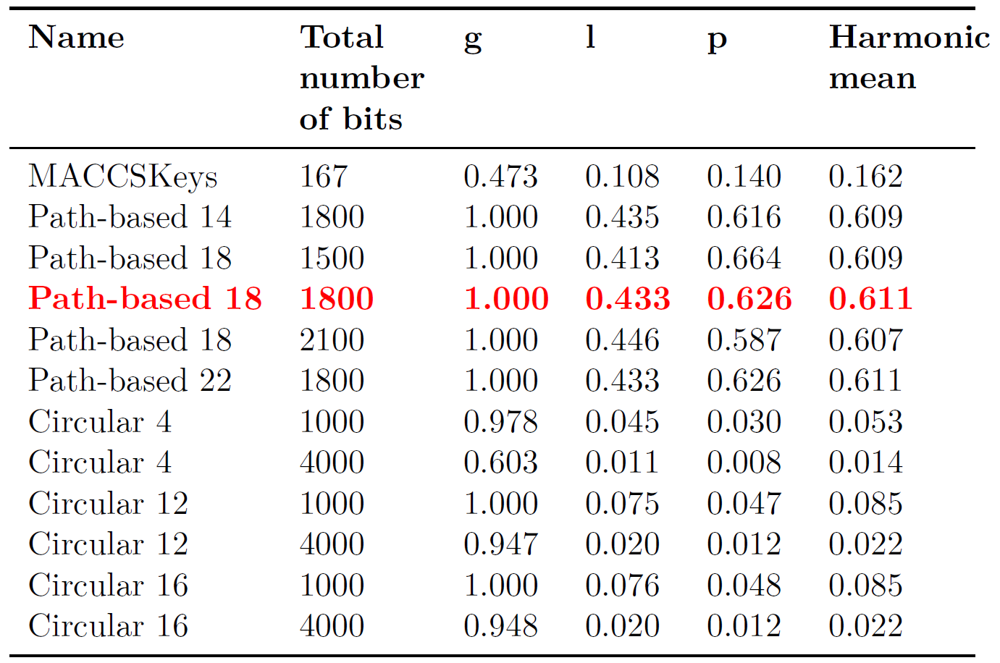 Name Total number of bits g l p Harmonic mean
MACCSKeys 167 0.473 0.108 0.140 0.162
Path-based 14 1800 1.000 0.435 0.616 0.609
Path-based 18 1500 1.000 0.413 0.664 0.609
Path-based 18 1800 1.000 0.433 0.626 0.611
Path-based 18 2100 1.000 0.446 0.587 0.607
Path-based 22 1800 1.000 0.433 0.626 0.611
Circular 4 1000 0.978 0.045 0.030 0.053
Circular 4 4000 0.603 0.011 0.008 0.014
Circular 12 1000 1.000 0.075 0.047 0.085
Circular 12 4000 0.947 0.020 0.012 0.022
Circular 16 1000 1.000 0.076 0.048 0.085
Circular 16 4000 0.948 0.020 0.012 0.022